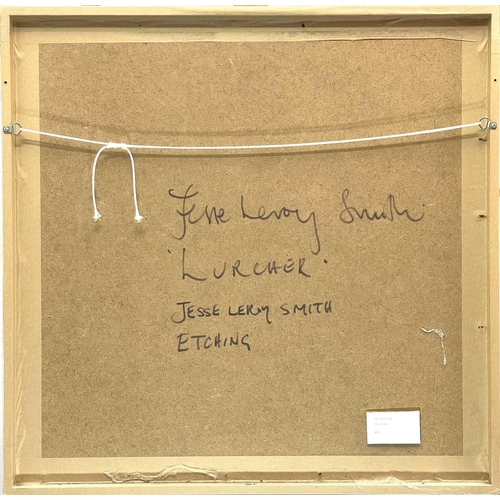 Jesse Leroy Smith.
'LURCHER'.
JESSE LEROY SMITH
ETCHING